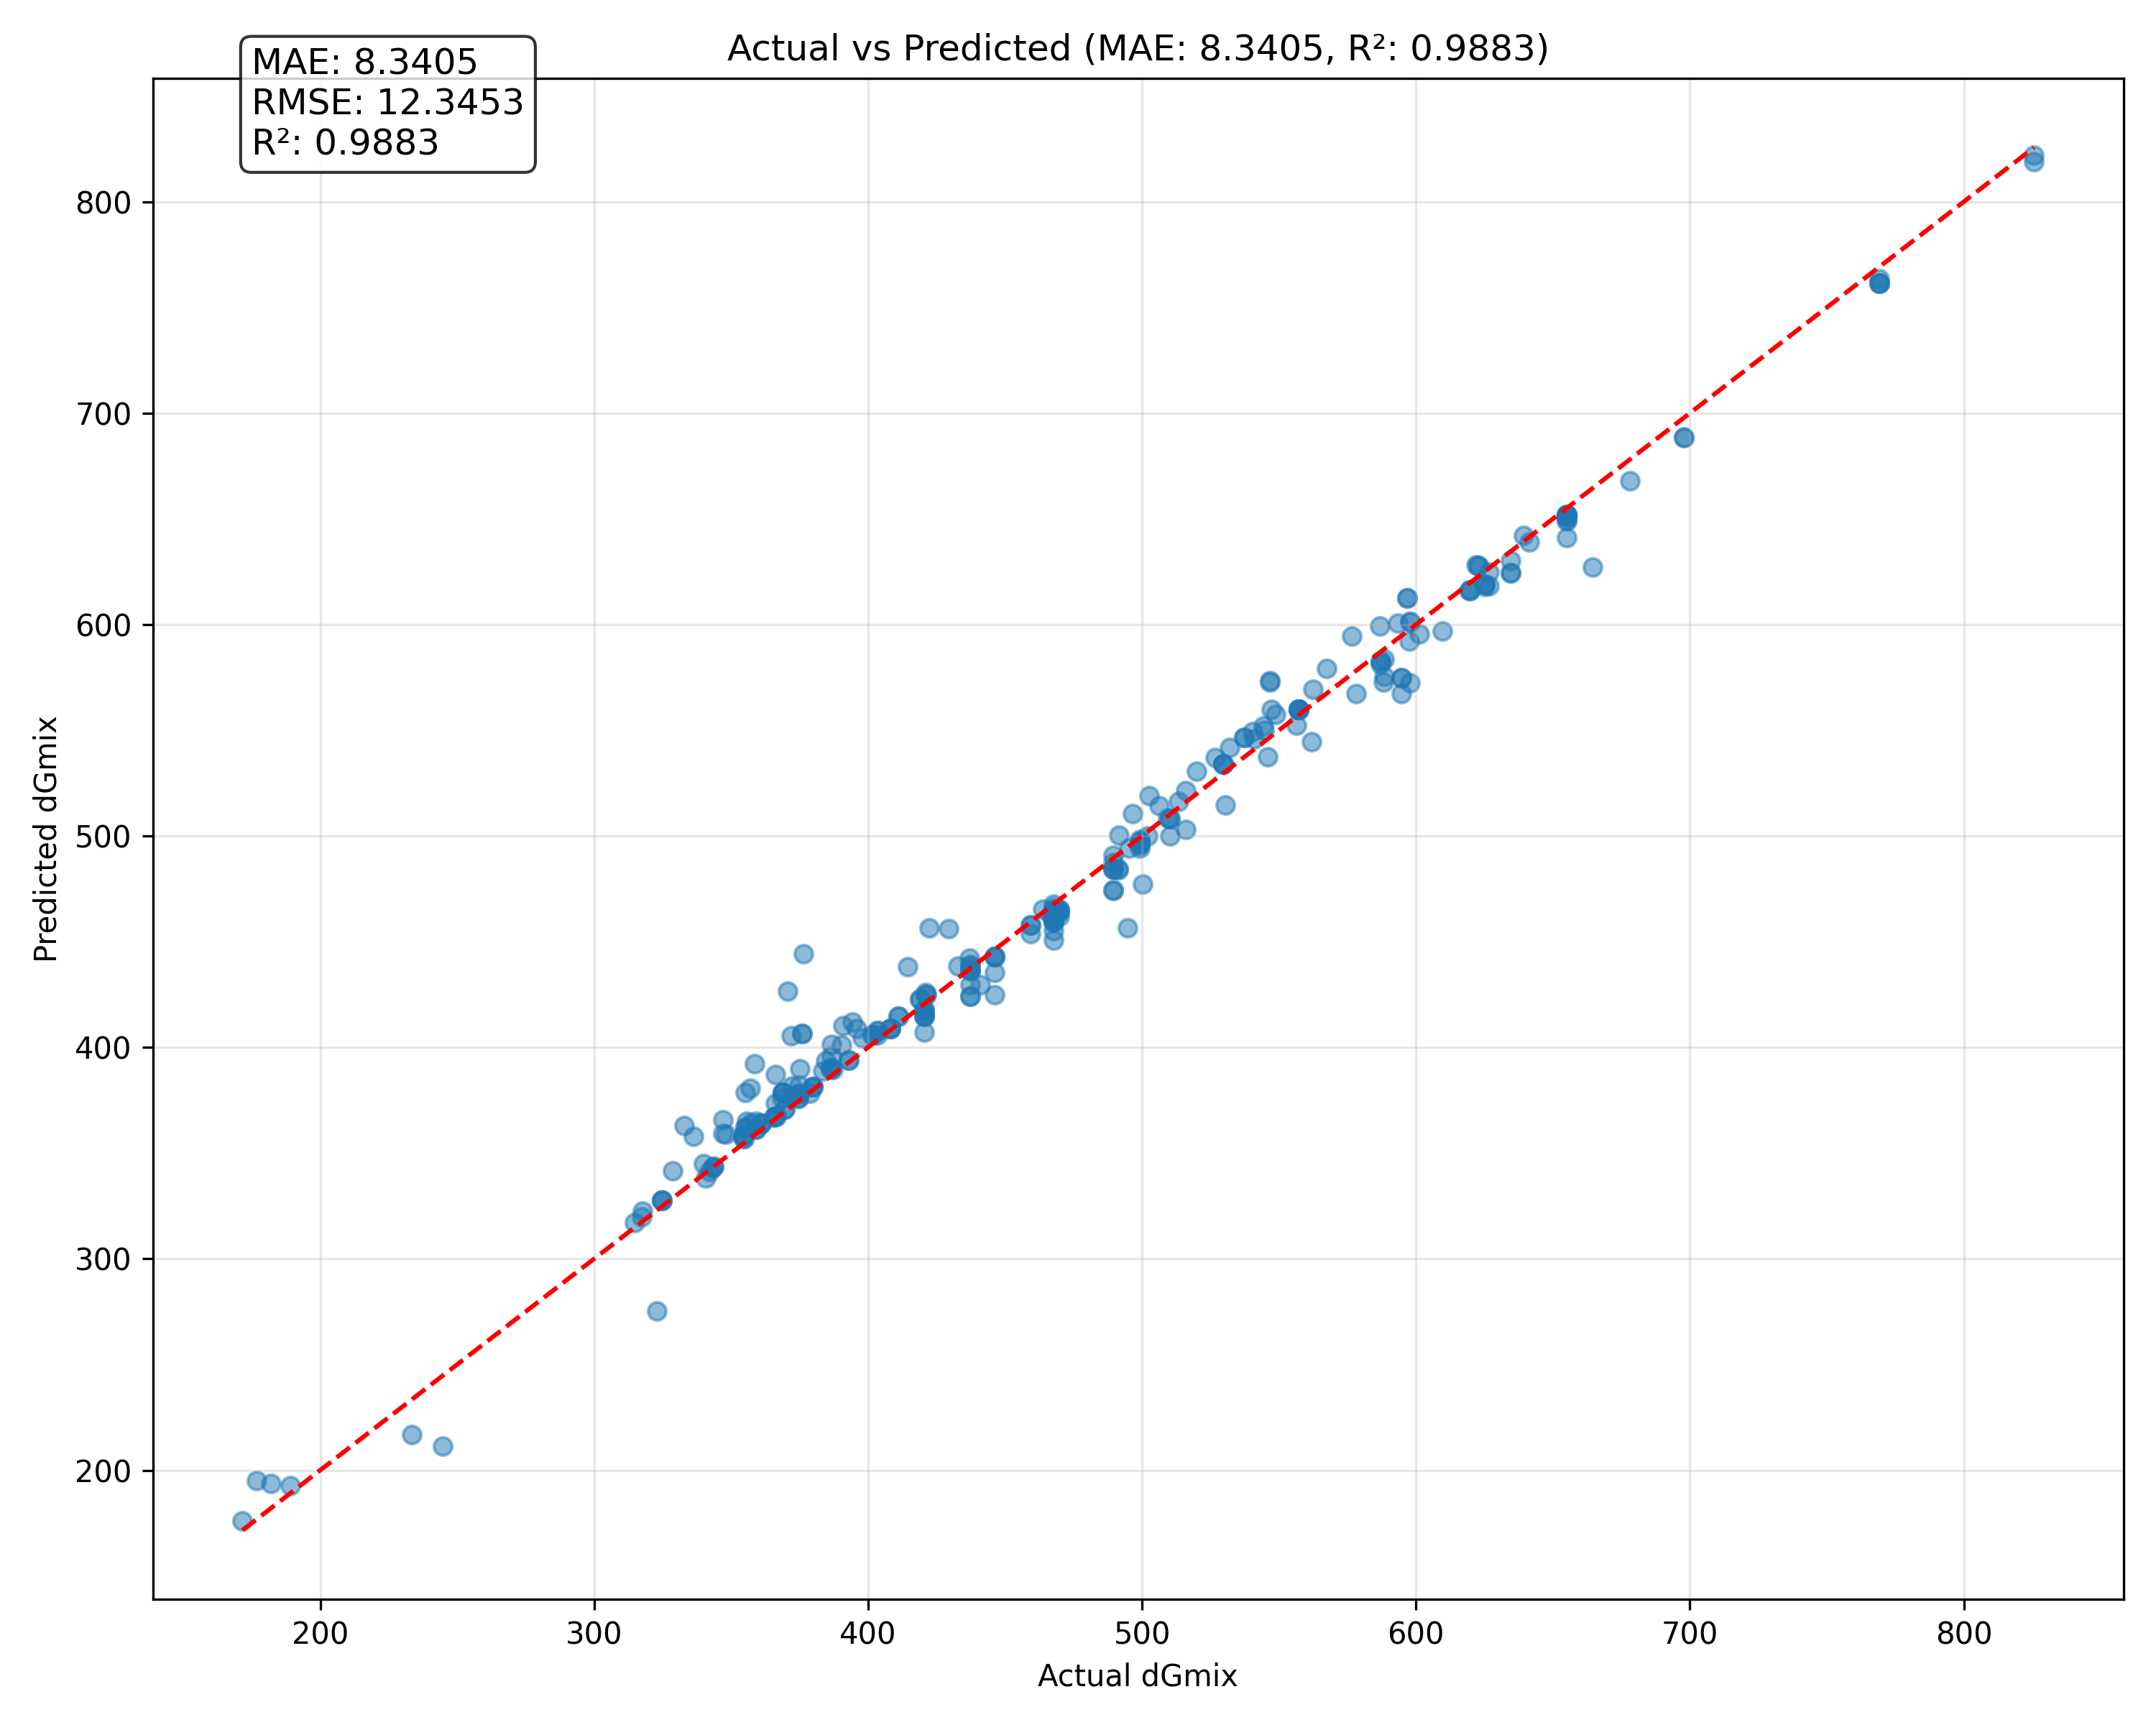 Actual vs Predicted (MAE: 8.3405, R²: 0.9883)
MAE: 8.3405
RMSE: 12.3453
R²: 0.9883
Predicted dGmix
800
700
600
500
400
300
200
200 300 400 500 600 700 800
Actual dGmix